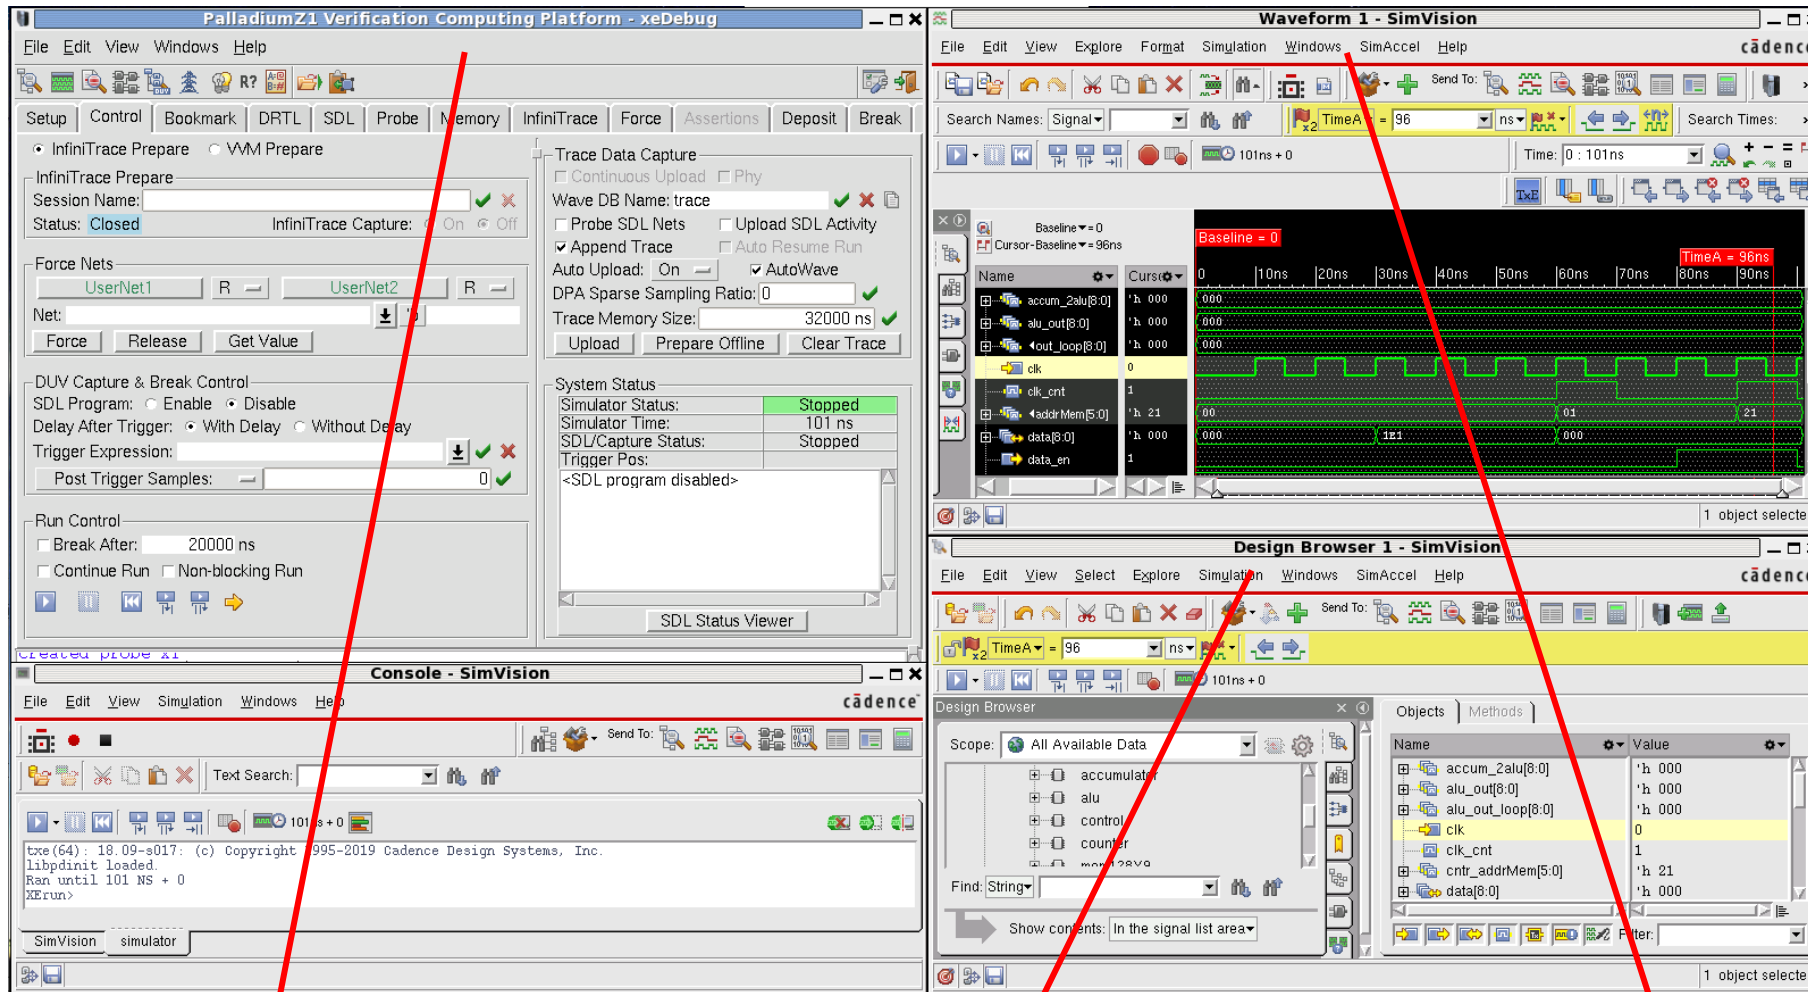 PalladiumZ1 Verification Computing Platform - xeDebug
File Edit View Windows Help
R?
Setup Control Bookmark DRTL SDL Probe Memory InfiniTrace Force Assertions Deposit Break
InfiniTrace Prepare VVM Prepare
InfiniTrace Prepare
Session Name:
Status: Closed InfiniTrace Capture: On Off
Force Nets
UserNet1 R UserNet2 R
Net:
Force Release Get Value
DUV Capture & Break Control
SDL Program: Enable Disable
Delay After Trigger: With Delay Without Delay
Trigger Expression:
Post Trigger Samples: 0
Run Control
Break After: 20000 ns
Continue Run Non-blocking Run
Trace Data Capture
Continuous Upload Phy
Wave DB Name: trace
Probe SDL Nets Upload SDL Activity
Append Trace Auto Resume Run
Auto Upload: On AutoWave
DPA Sparse Sampling Ratio: 0
Trace Memory Size: 32000 ns
Upload Prepare Offline Clear Trace
System Status
Simulator Status: Stopped
Simulator Time: 101 ns
SDL/Capture Status: Stopped
Trigger Pos:
<SDL program disabled>
SDL Status Viewer
Created probe x1
Console - SimVision
File Edit View Simulation Windows Help cādence
Send To:
Text Search:
101ns + 0
txe(64): 18.09-s017: (c) Copyright 1995-2019 Cadence Design Systems, Inc.
libpdinit loaded.
Ran until 101 NS + 0
XErun>
SimVision simulator
Waveform 1 - SimVision
File Edit View Explore Format Simulation Windows SimAccel Help cādence
Send To:
Search Names: Signal TimeA = 96 ns Search Times:
101ns + 0 Time: 0 : 101ns
TxE
Baseline = 0
Cursor-Baseline = 96ns
Baseline = 0
TimeA = 96ns
Name Curso 0 10ns 20ns 30ns 40ns 50ns 60ns 70ns 80ns 90ns
accum_2alu[8:0] 'h 000 000
alu_out[8:0] 'h 000 000
out_loop[8:0] 'h 000 000
clk 0
clk_cnt 1
addrMem[5:0] 'h 21 00 01 21
data[8:0] 'h 000 000 1E1 000
data_en 1
1 object selecte
Design Browser 1 - SimVision
File Edit View Select Explore Simulation Windows SimAccel Help cādence
Send To:
TimeA = 96 ns
101ns + 0
Design Browser
Scope: All Available Data
accumulator
alu
control
counter
mem128X9
Find: String
Show contents: In the signal list area
Objects Methods
Name Value
accum_2alu[8:0] 'h 000
alu_out[8:0] 'h 000
alu_out_loop[8:0] 'h 000
clk 0
clk_cnt 1
cntr_addrMem[5:0] 'h 21
data[8:0] 'h 000
Filter:
1 object selecte